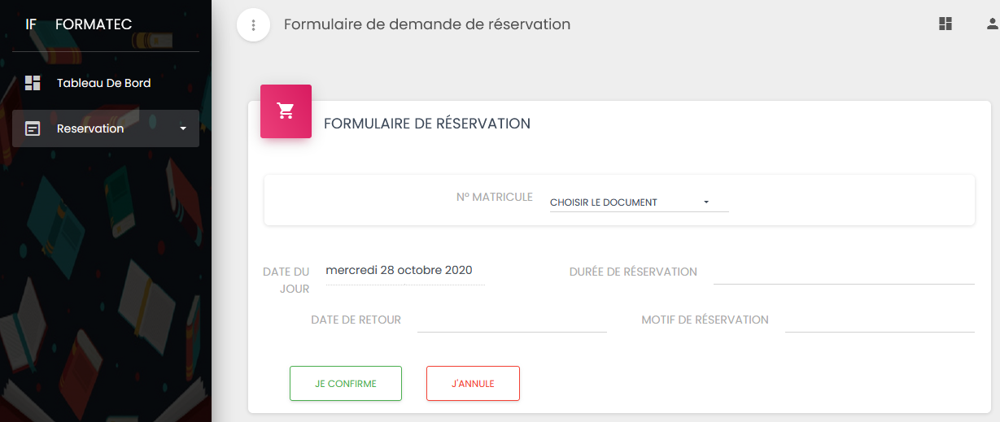 IF FORMATEC
Formulaire de demande de réservation
Tableau De Bord
Reservation
FORMULAIRE DE RÉSERVATION
N° MATRICULE CHOISIR LE DOCUMENT
DATE DU JOUR mercredi 28 octobre 2020 DURÉE DE RÉSERVATION
DATE DE RETOUR MOTIF DE RÉSERVATION
JE CONFIRME J'ANNULE